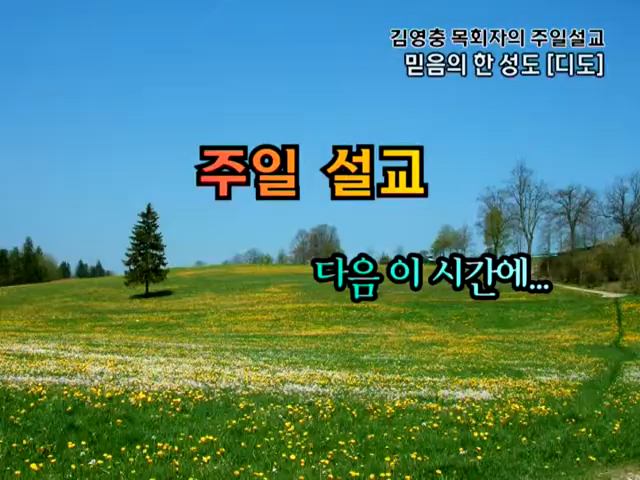 김영충 목회자의 주일설교
믿음의 한 성도 [디도]
주일 설교
다음 이 시간에...